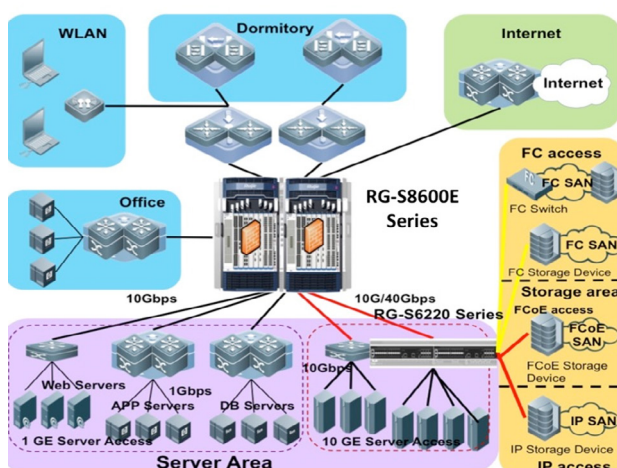 WLAN
Dormitory
Internet
Internet
FC access
FC SAN
FC Switch
RG-S8600E
Series
Office
FC SAN
FC Storage Device
10Gbps
10G/40Gbps
Storage area
RG-S6220 Series
FCoE access
FCoE
SAN
FCoE Storage
Device
10Gbps
Web Servers
1Gbps
APP Servers
DB Servers
1 GE Server Access
10 GE Server Access
IP SAN
IP Storage Device
Server Area
IP access